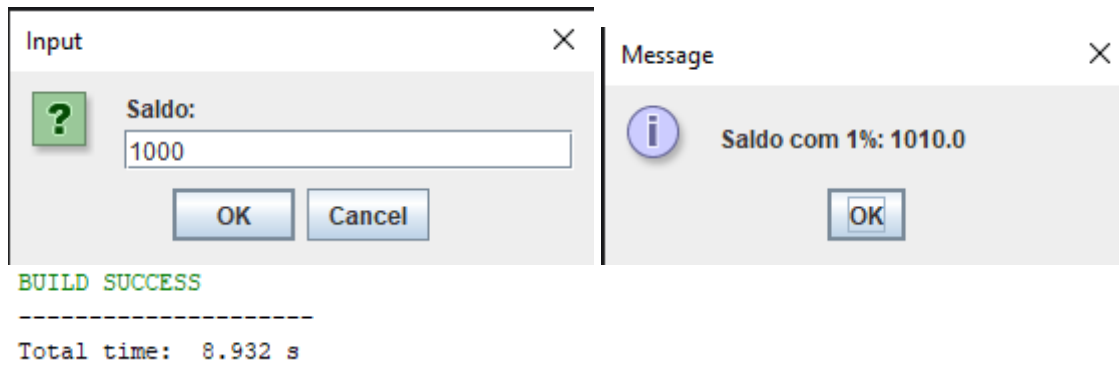 Input
Saldo:
1000
OK Cancel
Message
Saldo com 1%: 1010.0
OK
BUILD SUCCESS
---------------------
Total time: 8.932 s